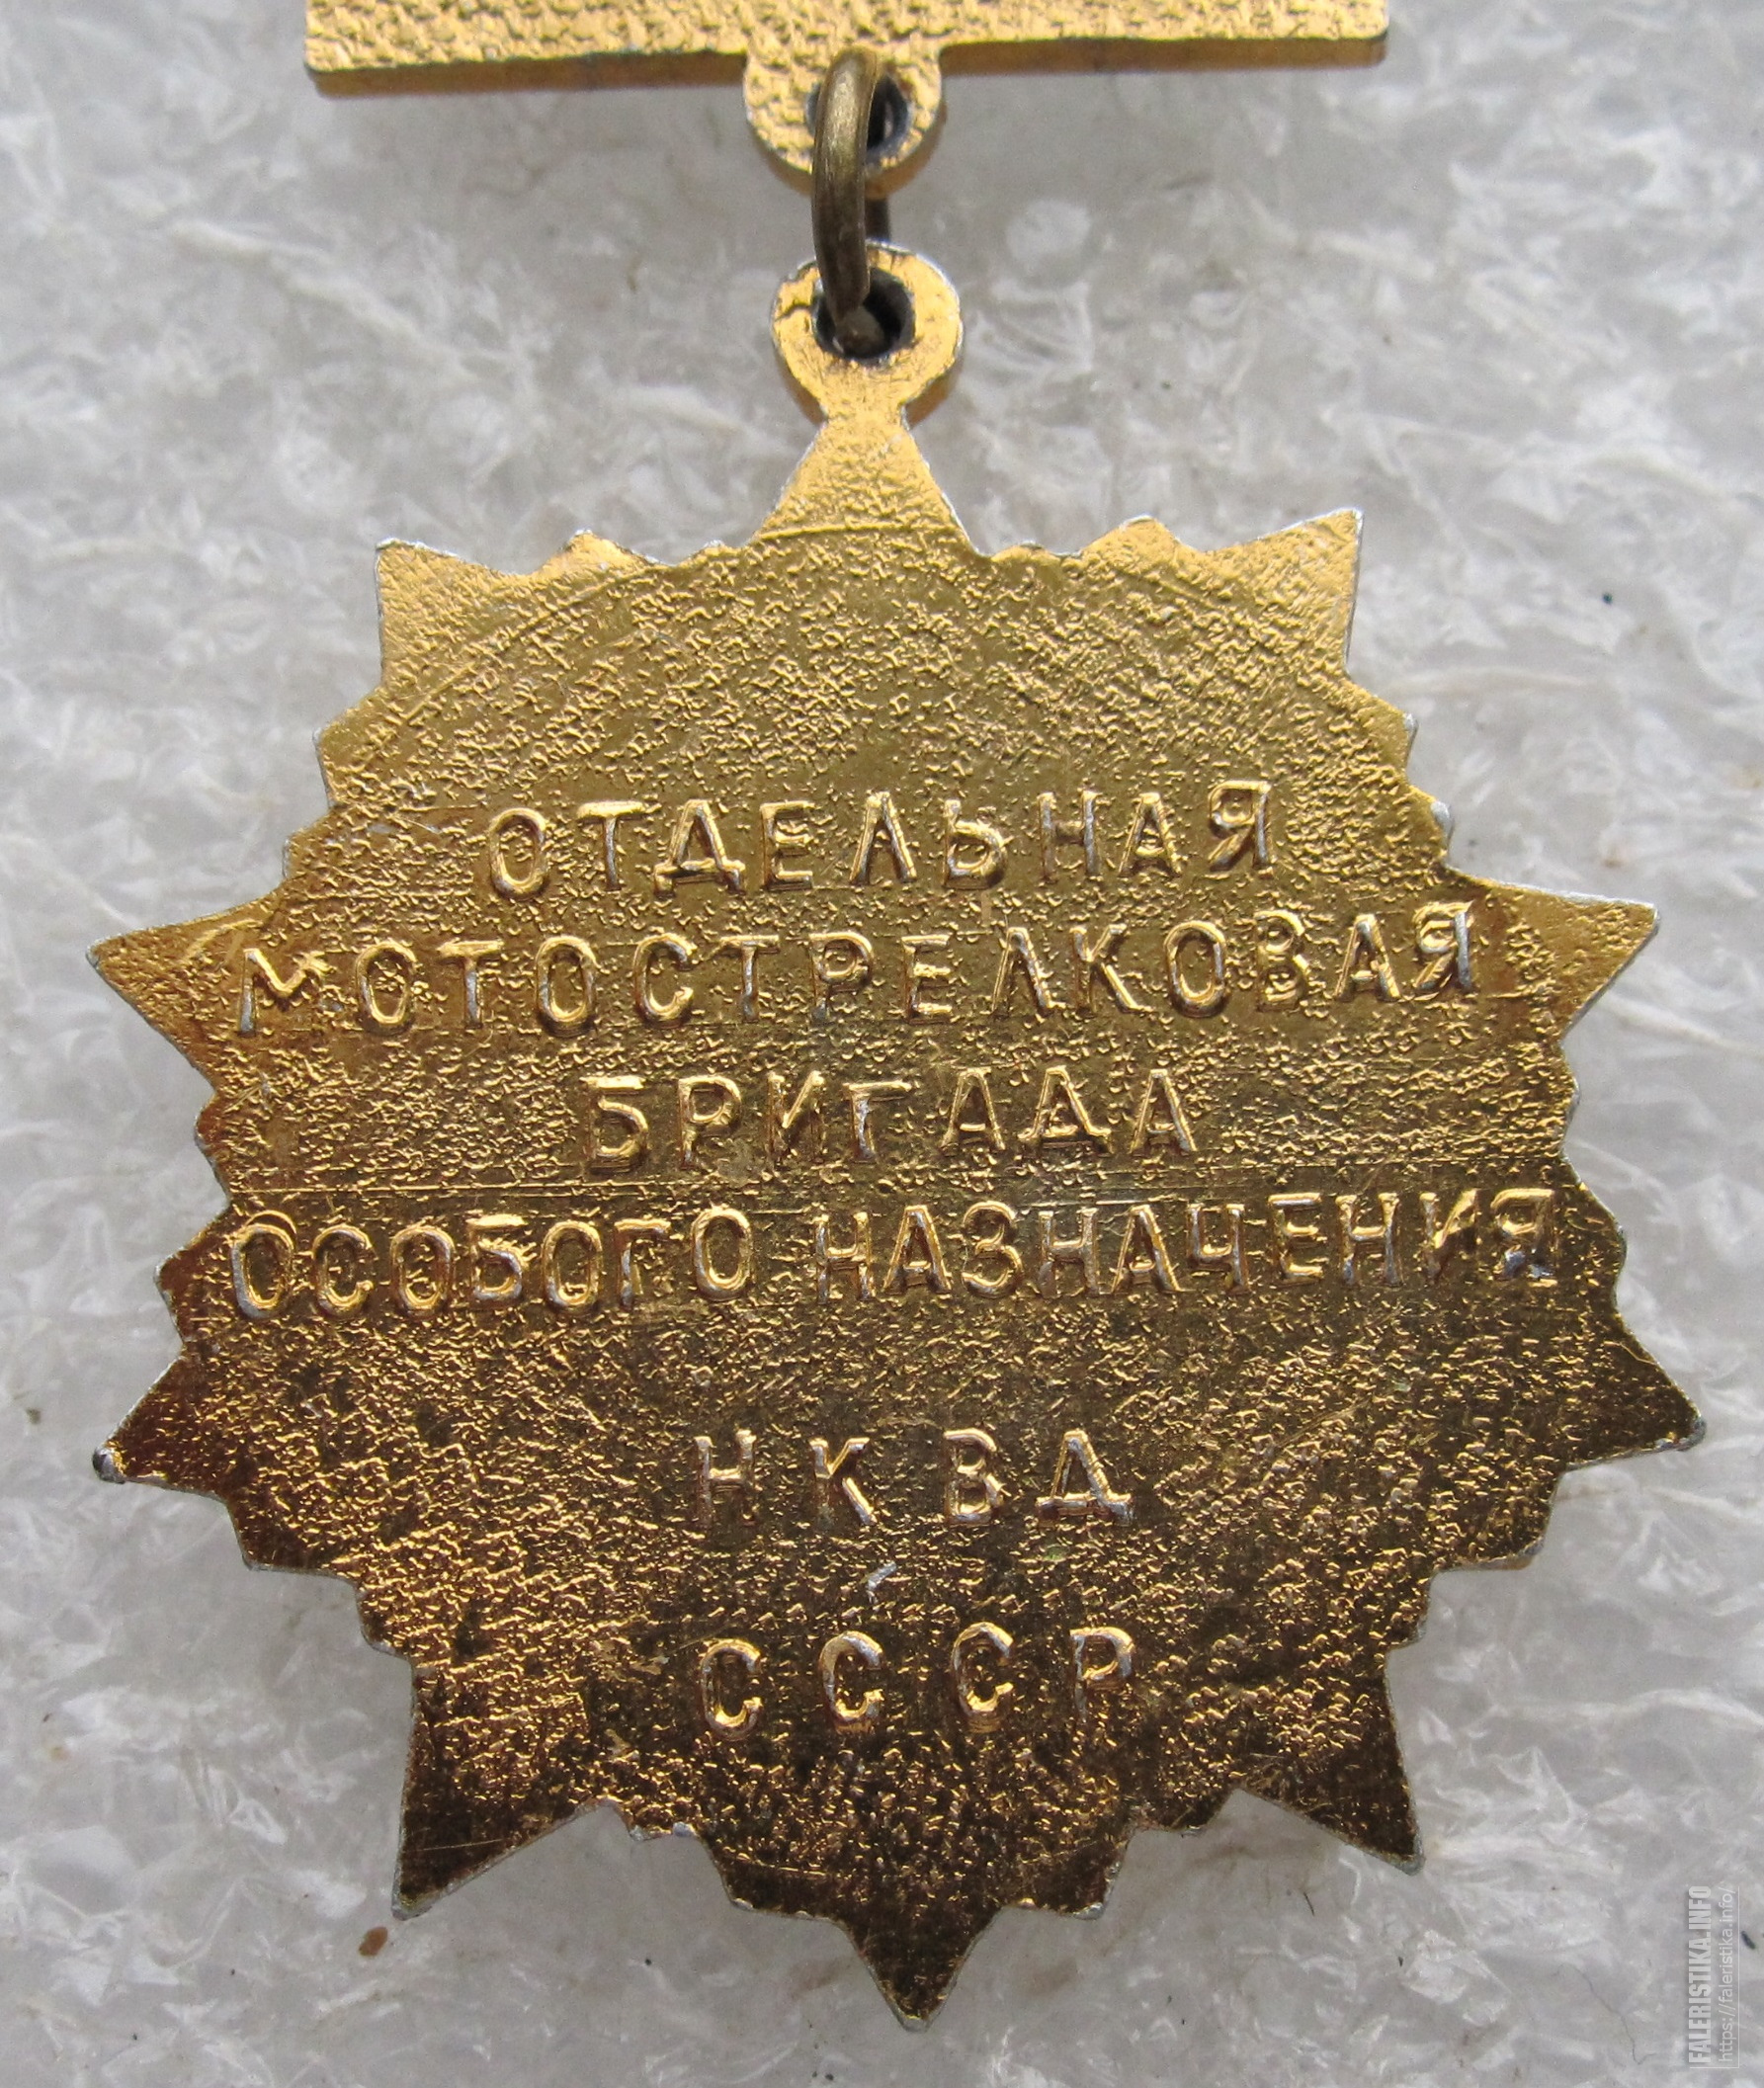 ОТДЕЛЬНАЯ
МОТОСТРЕЛКОВАЯ
БРИГАДА
ОСОБОГО НАЗНАЧЕНИЯ
НКВД
СССР
FALERISTIKA.INFO
https://faleristika.info/